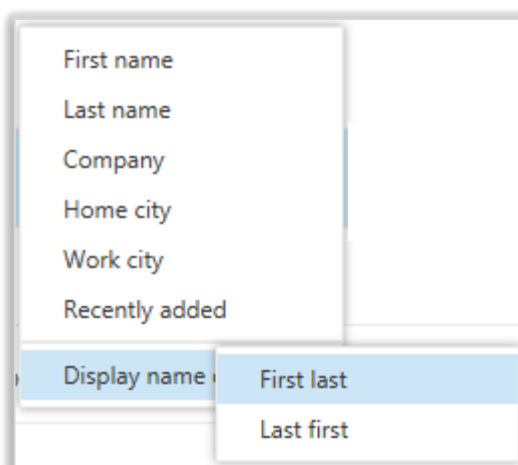 First name
Last name
Company
Home city
Work city
Recently added
Display name
First last
Last first